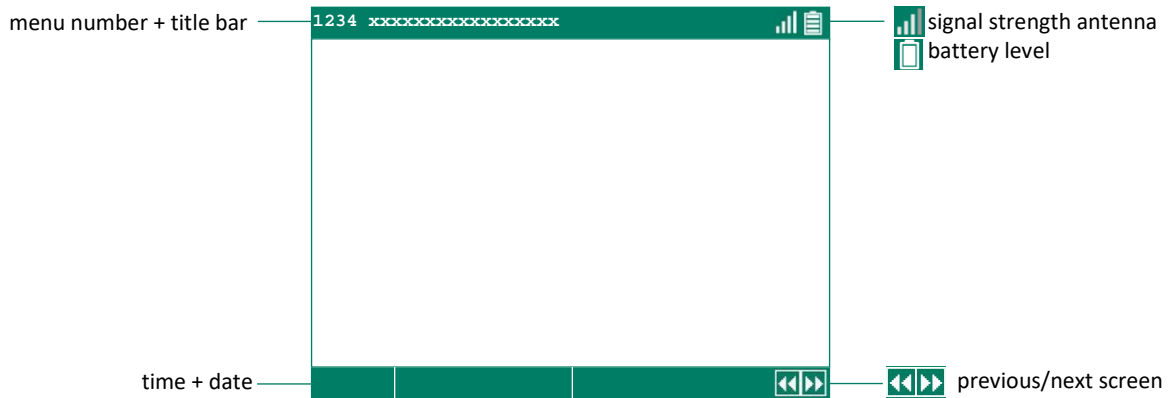 menu number + title bar
1234 xxxxxxxxxxxxxxxxx
signal strength antenna
battery level
time + date
previous/next screen